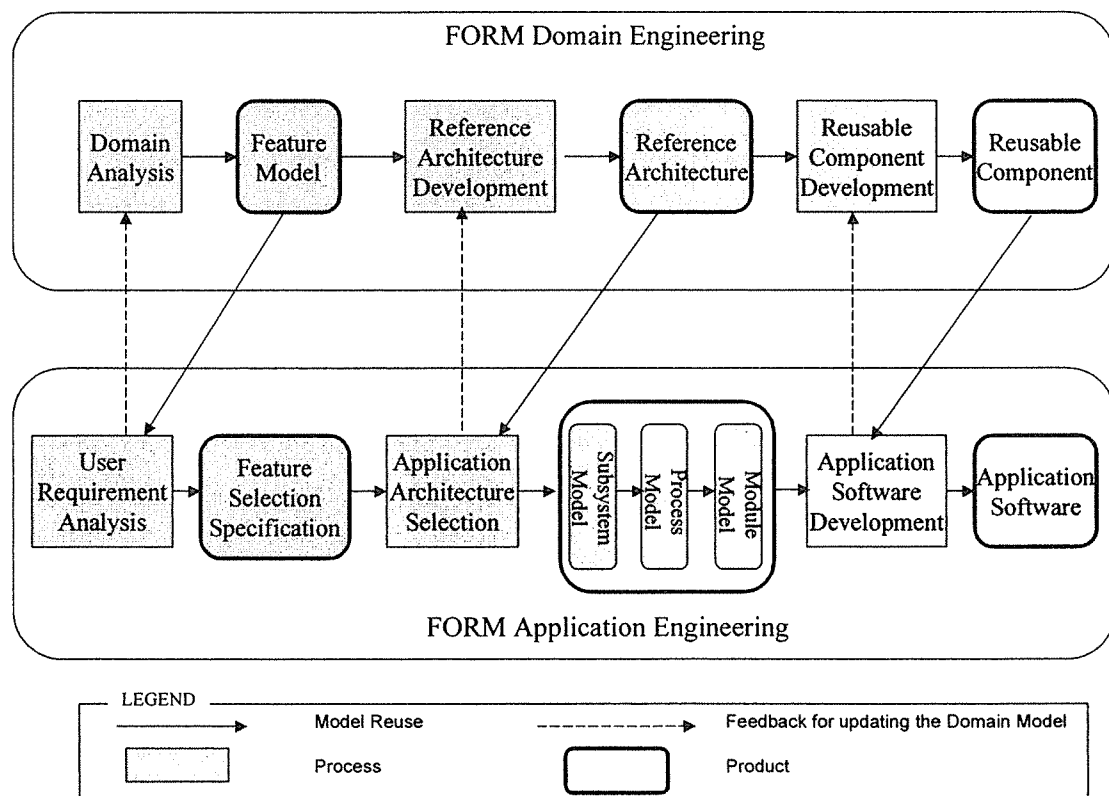 FORM Domain Engineering
Domain
Analysis
Feature
Model
Reference
Architecture
Development
Reference
Architecture
Reusable
Component
Development
Reusable
Component
User
Requirement
Analysis
Feature
Selection
Specification
Application
Architecture
Selection
Subsystem
Model
Process
Model
Module
Model
Application
Software
Development
Application
Software
FORM Application Engineering
LEGEND
Model Reuse
Feedback for updating the Domain Model
Process
Product